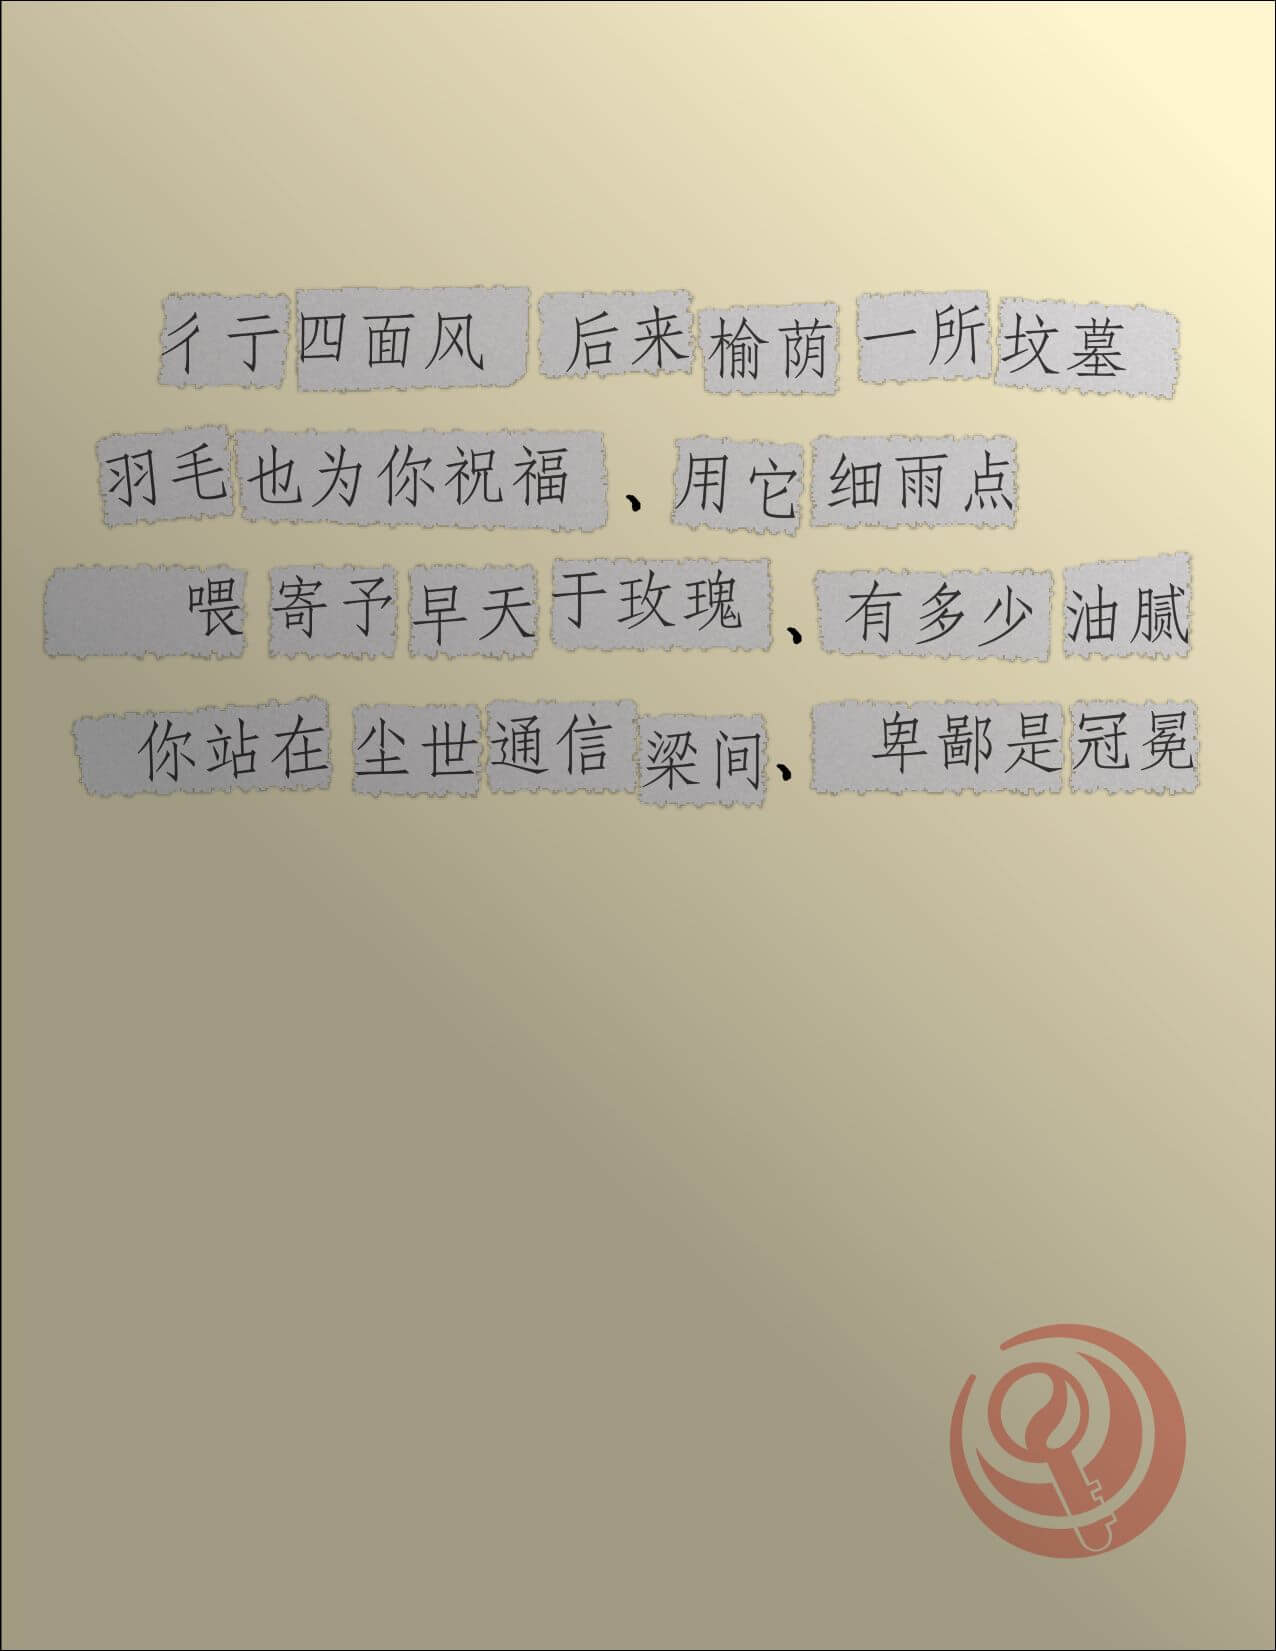 彳亍四面风 后来榆荫一所坟墓
羽毛也为你祝福、用它细雨点
喂寄予早天于玫瑰、有多少油腻
你站在尘世通信梁间、卑鄙是冠冕